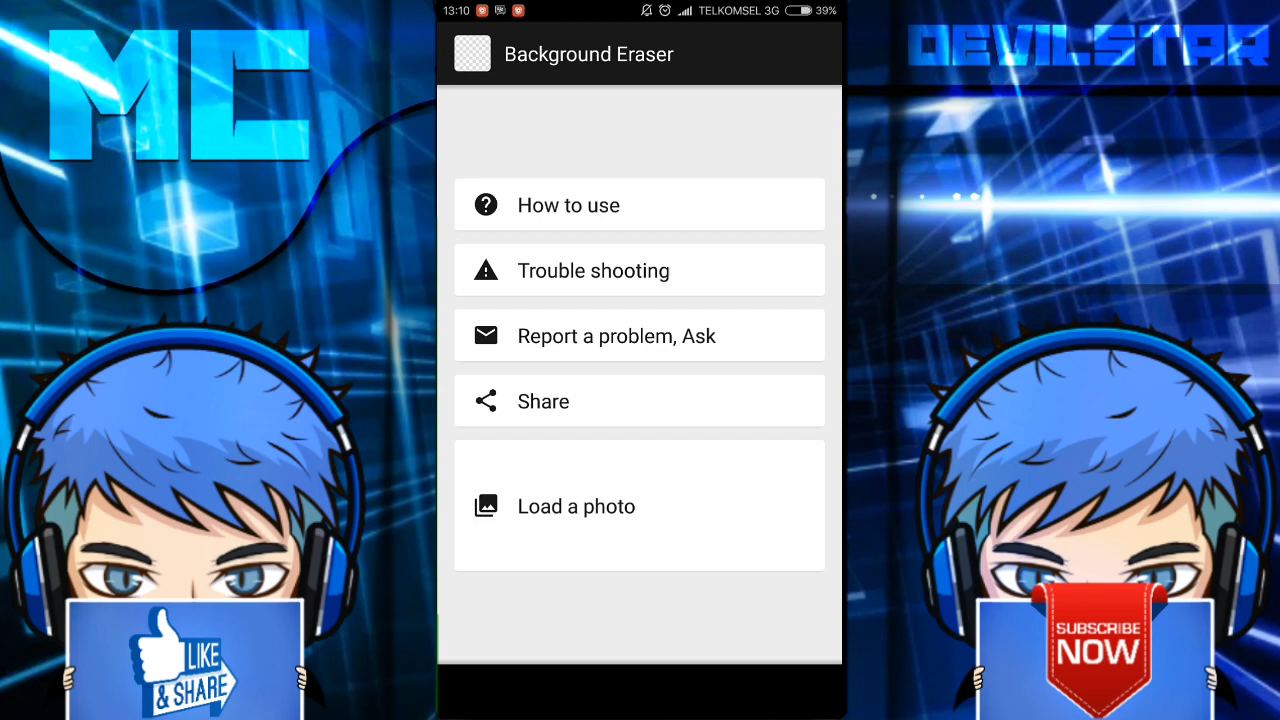 MC
DEVILSTAR
13:10
TELKOMSEL 3G
39%
Background Eraser
How to use
Trouble shooting
Report a problem, Ask
Share
Load a photo
LIKE
& SHARE
SUBSCRIBE
NOW